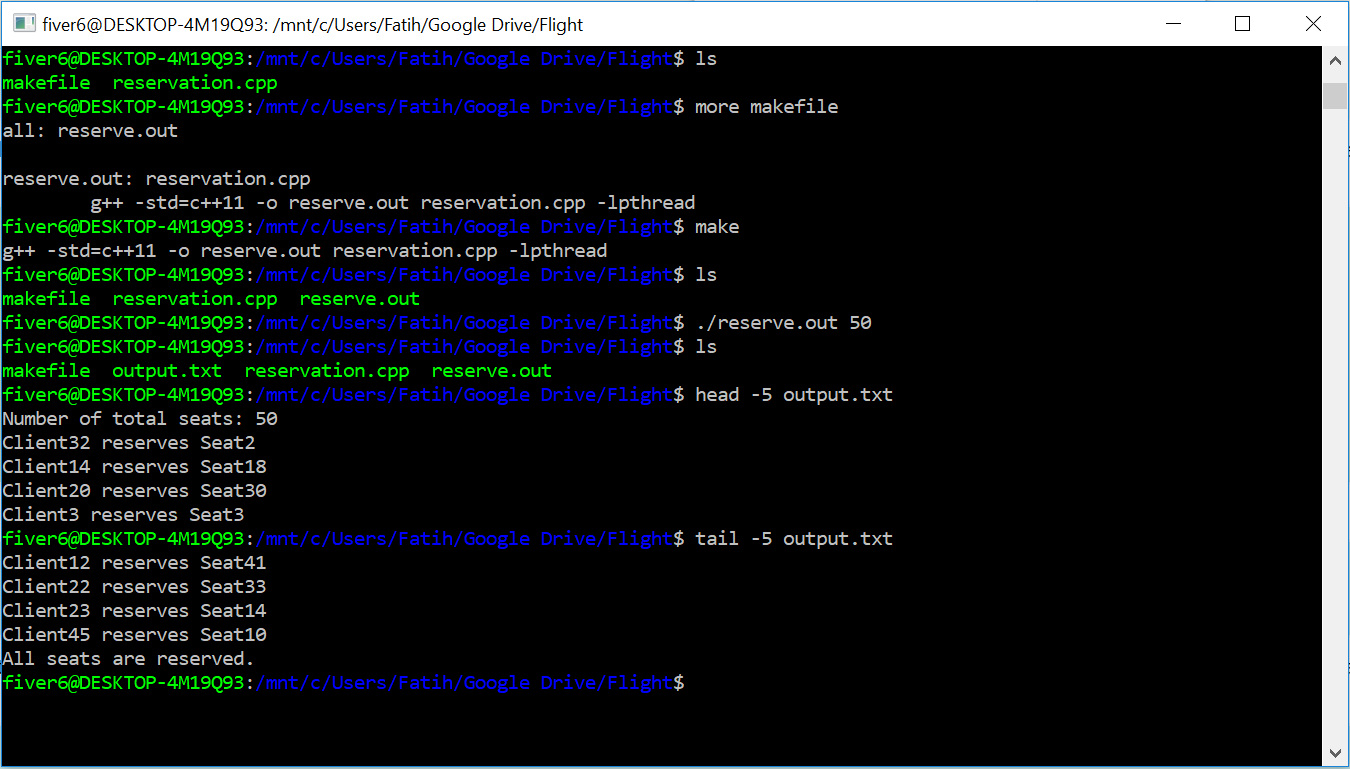 fiver6@DESKTOP-4M19Q93: /mnt/c/Users/Fatih/Google Drive/Flight
fiver6@DESKTOP-4M19Q93:/mnt/c/Users/Fatih/Google Drive/Flight$ ls
makefile  reservation.cpp
fiver6@DESKTOP-4M19Q93:/mnt/c/Users/Fatih/Google Drive/Flight$ more makefile
all: reserve.out

reserve.out: reservation.cpp
        g++ -std=c++11 -o reserve.out reservation.cpp -lpthread
fiver6@DESKTOP-4M19Q93:/mnt/c/Users/Fatih/Google Drive/Flight$ make
g++ -std=c++11 -o reserve.out reservation.cpp -lpthread
fiver6@DESKTOP-4M19Q93:/mnt/c/Users/Fatih/Google Drive/Flight$ ls
makefile  reservation.cpp  reserve.out
fiver6@DESKTOP-4M19Q93:/mnt/c/Users/Fatih/Google Drive/Flight$ ./reserve.out 50
fiver6@DESKTOP-4M19Q93:/mnt/c/Users/Fatih/Google Drive/Flight$ ls
makefile  output.txt  reservation.cpp  reserve.out
fiver6@DESKTOP-4M19Q93:/mnt/c/Users/Fatih/Google Drive/Flight$ head -5 output.txt
Number of total seats: 50
Client32 reserves Seat2
Client14 reserves Seat18
Client20 reserves Seat30
Client3 reserves Seat3
fiver6@DESKTOP-4M19Q93:/mnt/c/Users/Fatih/Google Drive/Flight$ tail -5 output.txt
Client12 reserves Seat41
Client22 reserves Seat33
Client23 reserves Seat14
Client45 reserves Seat10
All seats are reserved.
fiver6@DESKTOP-4M19Q93:/mnt/c/Users/Fatih/Google Drive/Flight$